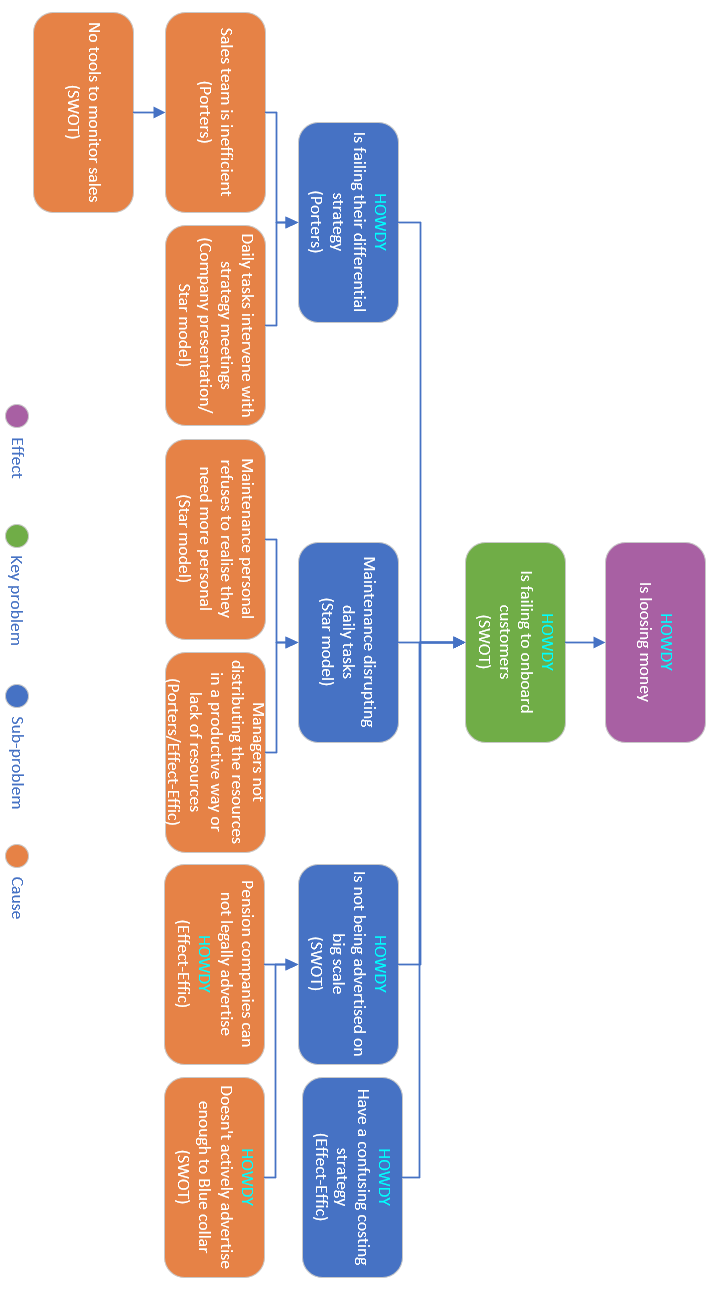 HOWDY
Is loosing money
HOWDY
Is failing to onboard
customers
(SWOT)
HOWDY
Is failing their differential
strategy
(Porters)
Maintenance disrupting
daily tasks
(Star model)
HOWDY
Is not being advertised on
big scale
(SWOT)
HOWDY
Have a confusing costing
strategy
(Effect-Effic)
Sales team is inefficient
(Porters)
Daily tasks intervene with
strategy meetings
(Company presentation/
Star model)
Maintenance personal
refuses to realise they
need more personal
(Star model)
Managers not
distributing the resources
in a productive way or
lack of resources
(Porters/Effect-Effic)
Pension companies can
not legally advertise
HOWDY
(Effect-Effic)
HOWDY
Doesn't actively advertise
enough to Blue collar
(SWOT)
No tools to monitor sales
(SWOT)
Effect
Key problem
Sub-problem
Cause